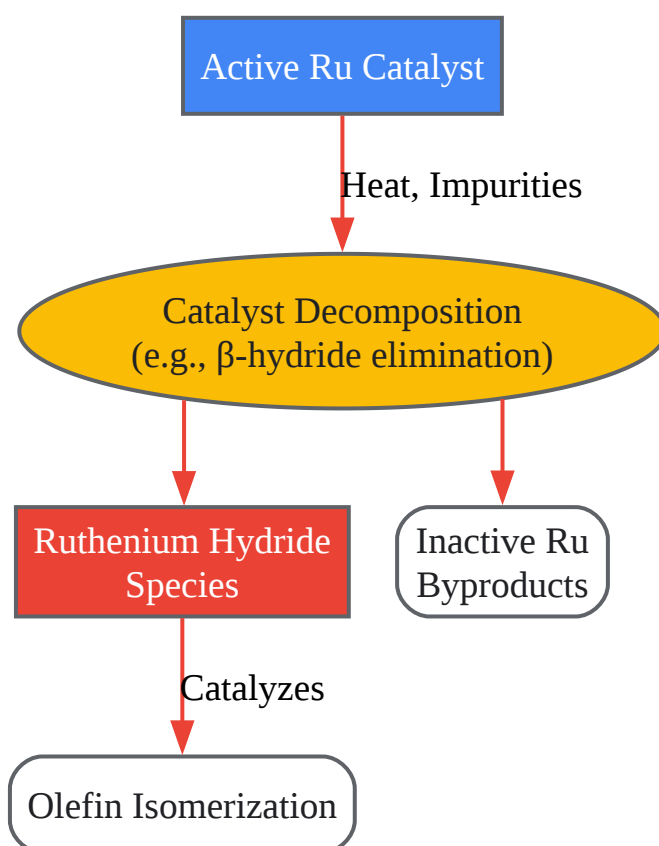 Active Ru Catalyst
Heat, Impurities
Catalyst Decomposition
(e.g., β-hydride elimination)
Ruthenium Hydride
Species
Inactive Ru
Byproducts
Catalyzes
Olefin Isomerization